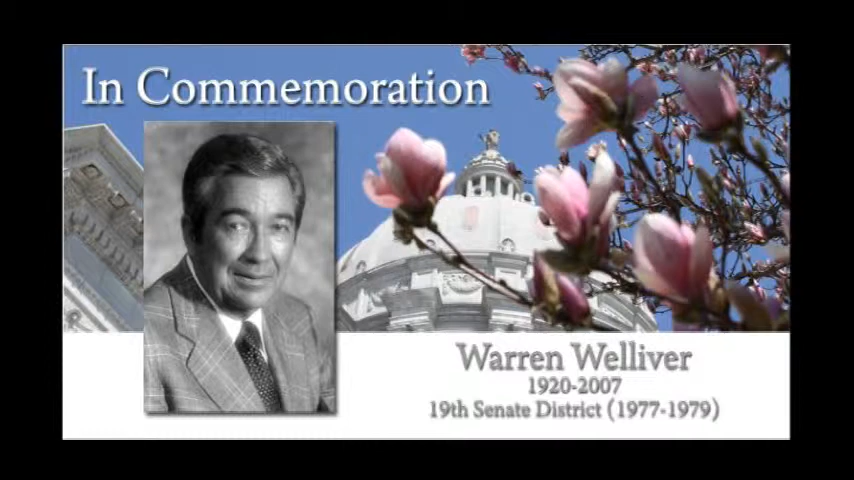 In Commemoration
Warren Welliver
1920-2007
19th Senate District (1977-1979)